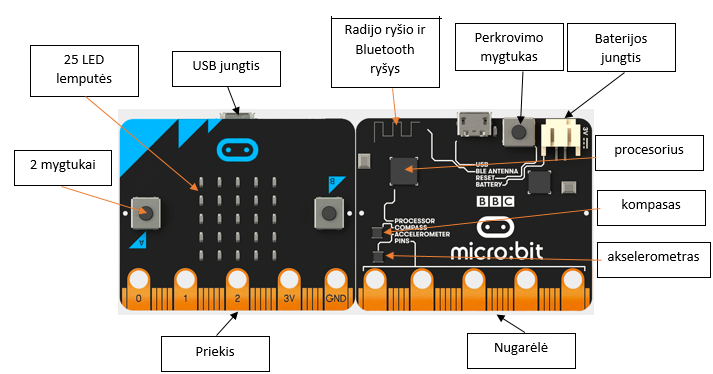 Radijo ryšio ir
Bluetooth
ryšys
Perkrovimo
mygtukas
Baterijos
jungtis
25 LED
lemputės
USB jungtis
2 mygtukai
procesorius
kompasas
akselerometras
B
A
USB
BLE ANTENNA
RESET
BATTERY
3V
BBC
PROCESSOR
COMPASS
ACCELEROMETER
PINS
micro:bit
0 1 2 3V GND
Priekis
Nugarėlė